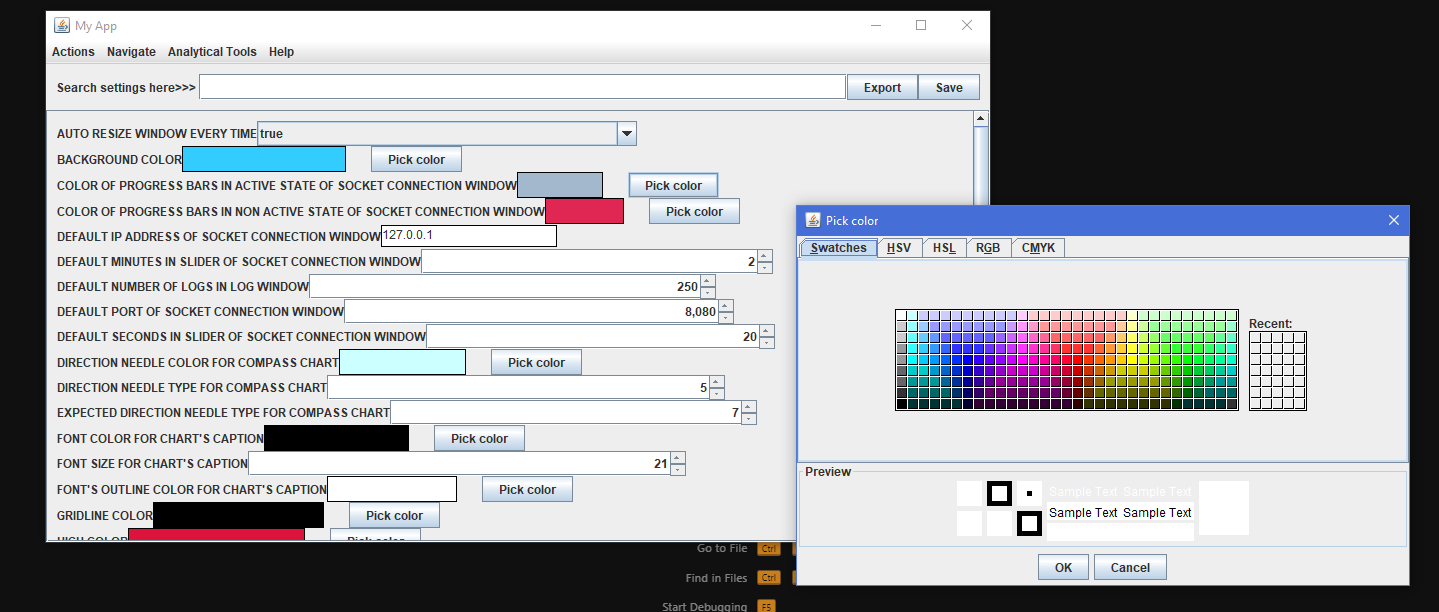 My App
Actions Navigate Analytical Tools Help
Search settings here>>> Export Save
AUTO RESIZE WINDOW EVERY TIME true
BACKGROUND COLOR Pick color
COLOR OF PROGRESS BARS IN ACTIVE STATE OF SOCKET CONNECTION WINDOW Pick color
COLOR OF PROGRESS BARS IN NON ACTIVE STATE OF SOCKET CONNECTION WINDOW Pick color
DEFAULT IP ADDRESS OF SOCKET CONNECTION WINDOW 127.0.0.1
DEFAULT MINUTES IN SLIDER OF SOCKET CONNECTION WINDOW 2
DEFAULT NUMBER OF LOGS IN LOG WINDOW 250
DEFAULT PORT OF SOCKET CONNECTION WINDOW 8,080
DEFAULT SECONDS IN SLIDER OF SOCKET CONNECTION WINDOW 20
DIRECTION NEEDLE COLOR FOR COMPASS CHART Pick color
DIRECTION NEEDLE TYPE FOR COMPASS CHART 5
EXPECTED DIRECTION NEEDLE TYPE FOR COMPASS CHART 7
FONT COLOR FOR CHART'S CAPTION Pick color
FONT SIZE FOR CHART'S CAPTION 21
FONT'S OUTLINE COLOR FOR CHART'S CAPTION Pick color
GRIDLINE COLOR Pick color
HIGH COLOR Pick color
Pick color
Swatches HSV HSL RGB CMYK
Recent:
Preview
Sample Text Sample Text
Sample Text Sample Text
OK Cancel
Go to File Ctrl
Find in Files Ctrl
Start Debugging F5